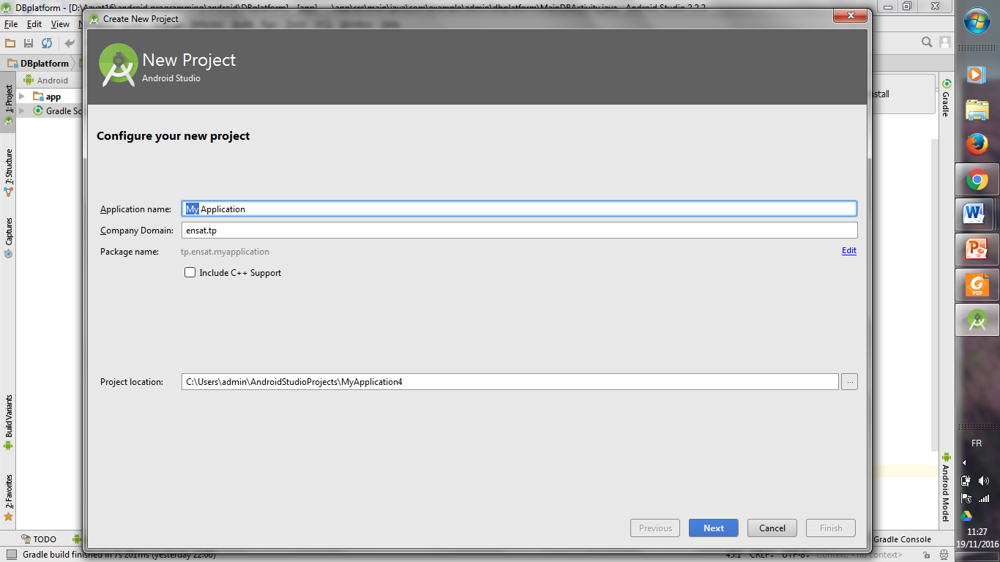 DBplatform - [D:\Azyat16\android programming\android\DBplatform] - [app] - ...\app\src\main\java\com\example\admin\dbplatform\MainDBActivity.java - Android Studio 2.2.2
Create New Project
File Edit View
New Project
Android Studio
DBplatform
Android
app
Gradle Sc
nstall
1: Project
7: Structure
Captures
Build Variants
2: Favorites
Gradle
Android Model
Configure your new project
Application name: My Application
Company Domain: ensat.tp
Package name: tp.ensat.myapplication Edit
Include C++ Support
Project location: C:\Users\admin\AndroidStudioProjects\MyApplication4 ...
Previous Next Cancel Finish
TODO
Gradle Console
Gradle build finished in 7s 201ms (yesterday 22:00)
45:1 CRLF÷ UTF-8÷ Context: <no context>
PDF
FR
11:27
19/11/2016